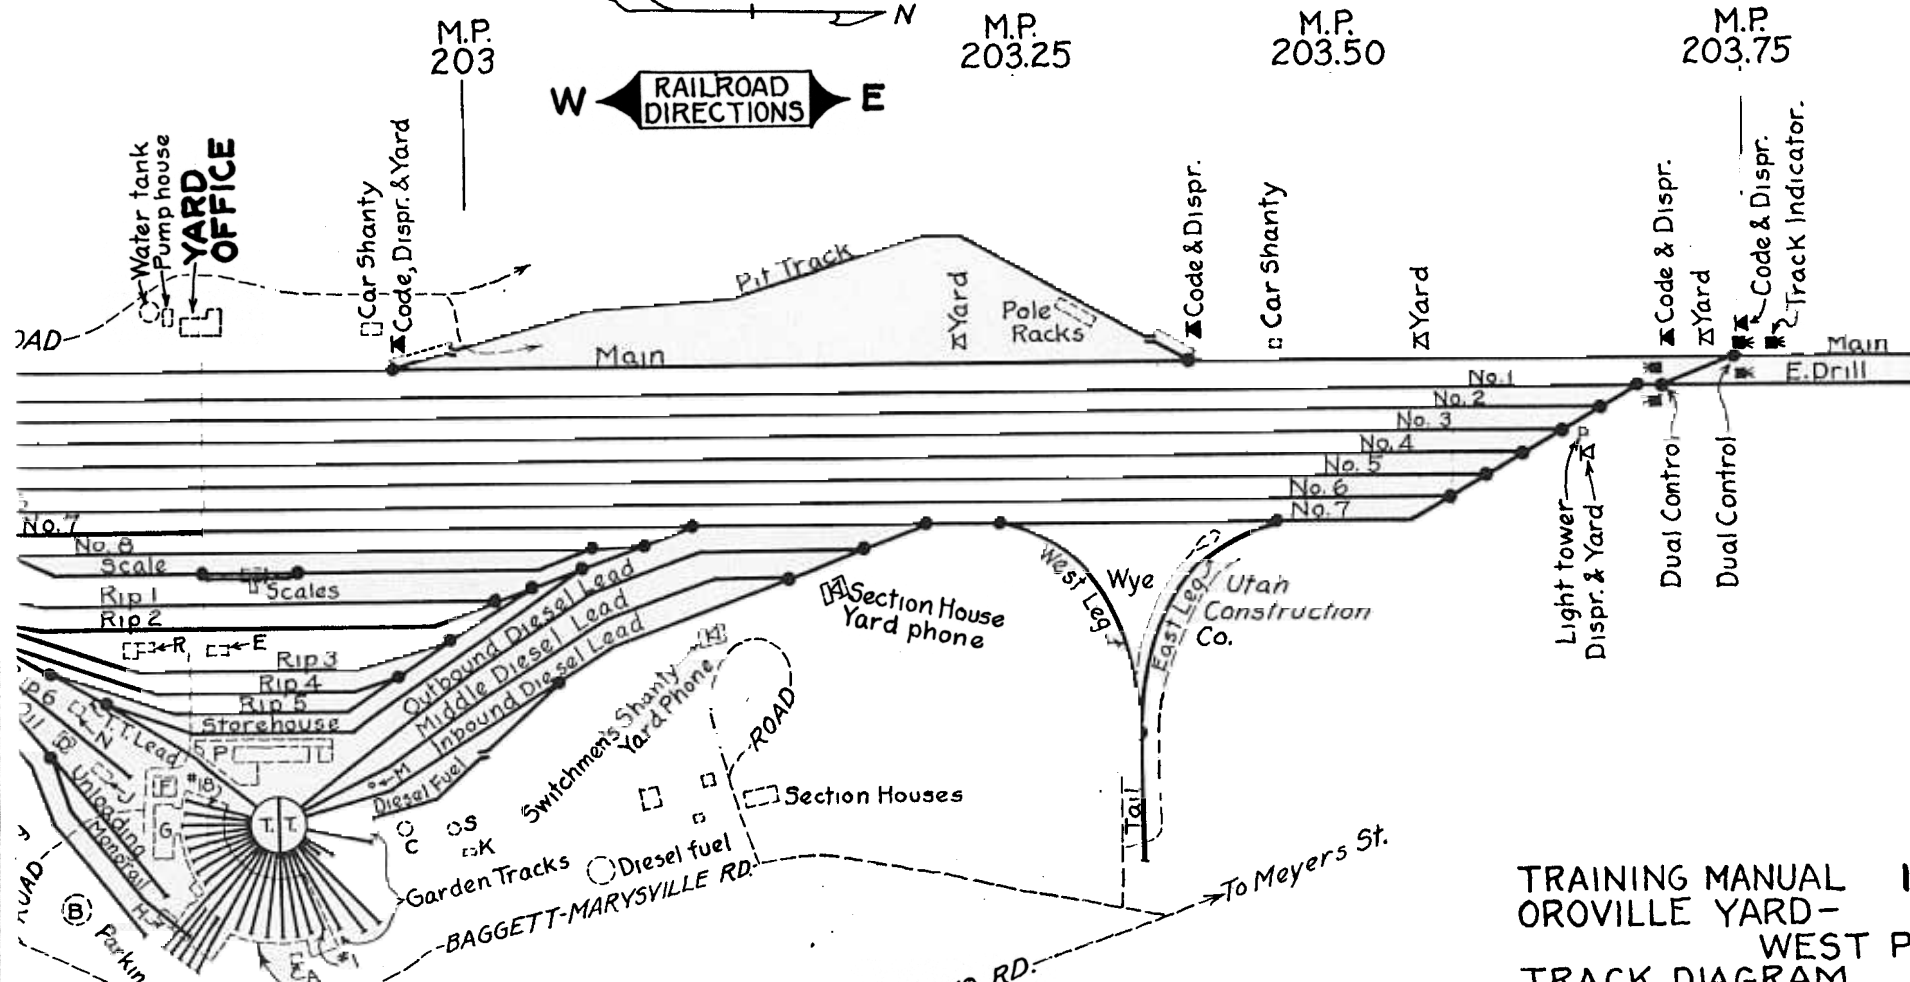 N
M.P.
203
M.P.
203.25
M.P.
203.50
M.P.
203.75
W
RAILROAD
DIRECTIONS
E
Water tank
Pump house
YARD
OFFICE
Car Shanty
Code, Dispr. & Yard
Pit Track
Yard
Pole
Racks
Code & Dispr.
Car Shanty
Yard
Code & Dispr.
Yard
Code & Dispr.
Track Indicator.
Main
Main
E. Drill
No.1
No. 2
No. 3
No. 4
No. 5
No. 6
No. 7
No. 7
No. 8
Scale
Scales
Rip 1
Rip 2
R
E
Rip 3
Rip 4
Rip 5
Storehouse
Outbound Diesel Lead
Middle Diesel Lead
Inbound Diesel Lead
Diesel Fuel
M
Section House
Yard phone
West Leg
Wye
East Leg
Utah
Construction
Co.
Tail
Light tower
Dispr. & Yard
Dual Control
Dual Control
Switchmen's Shanty
Yard Phone
ROAD
Section Houses
N
T.T. Lead
P
J
F
#18
G
T. T.
Unloading
Monorail
H
B
ROAD
C
S
K
Garden Tracks
Diesel fuel
BAGGETT-MARYSVILLE RD.
To Meyers St.
RD.
A
#1
TRAINING MANUAL
OROVILLE YARD-
WEST P
TRACK DIAGRAM